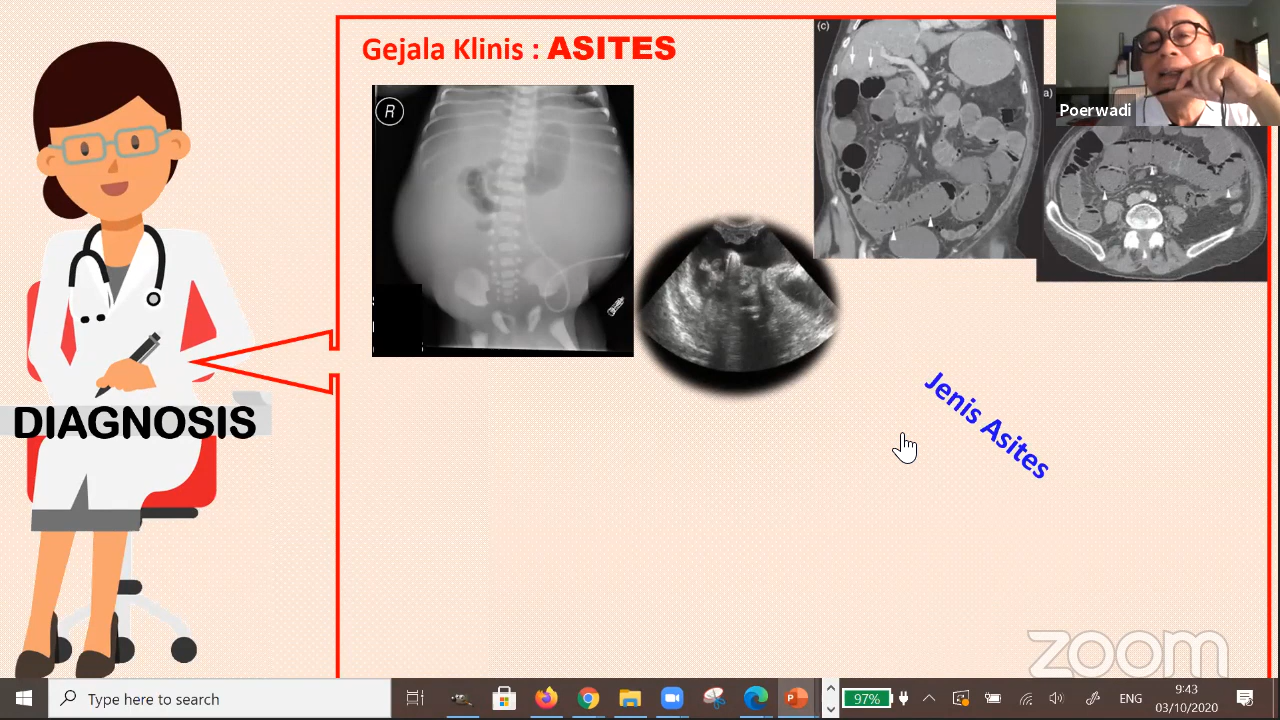 Gejala Klinis : ASITES
R
(c)
a)
Poerwadi
DIAGNOSIS
Jenis Asites
zoom
Type here to search
97%
ENG
9:43
03/10/2020